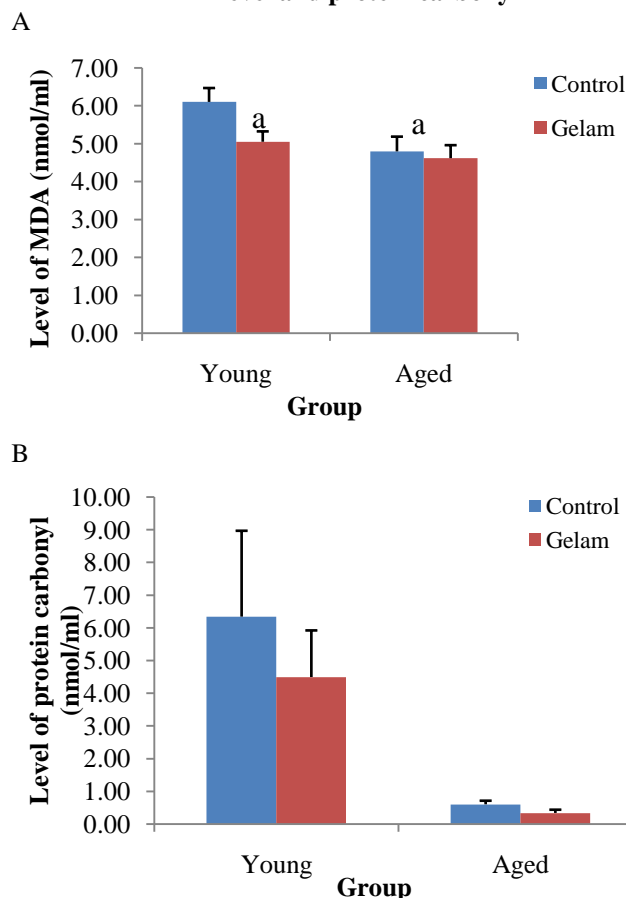 A
7.00
6.00
5.00
4.00
3.00
2.00
1.00
0.00
Level of MDA (nmol/ml)
a
a
Control
Gelam
Young
Aged
Group
B
10.00
9.00
8.00
7.00
6.00
5.00
4.00
3.00
2.00
1.00
0.00
Level of protein carbonyl
(nmol/ml)
Control
Gelam
Young
Aged
Group